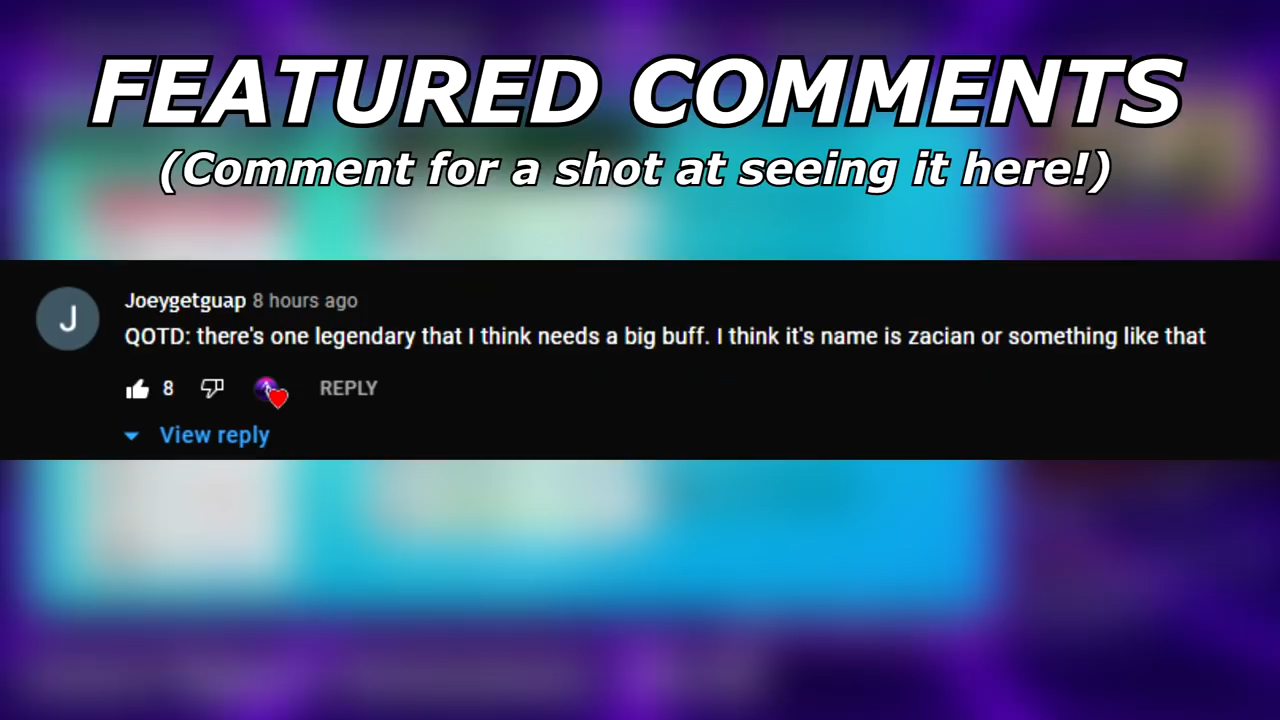 FEATURED COMMENTS
(Comment for a shot at seeing it here!)
J
Joeygetguap 8 hours ago
QOTD: there's one legendary that I think needs a big buff. I think it's name is zacian or something like that
8
REPLY
View reply